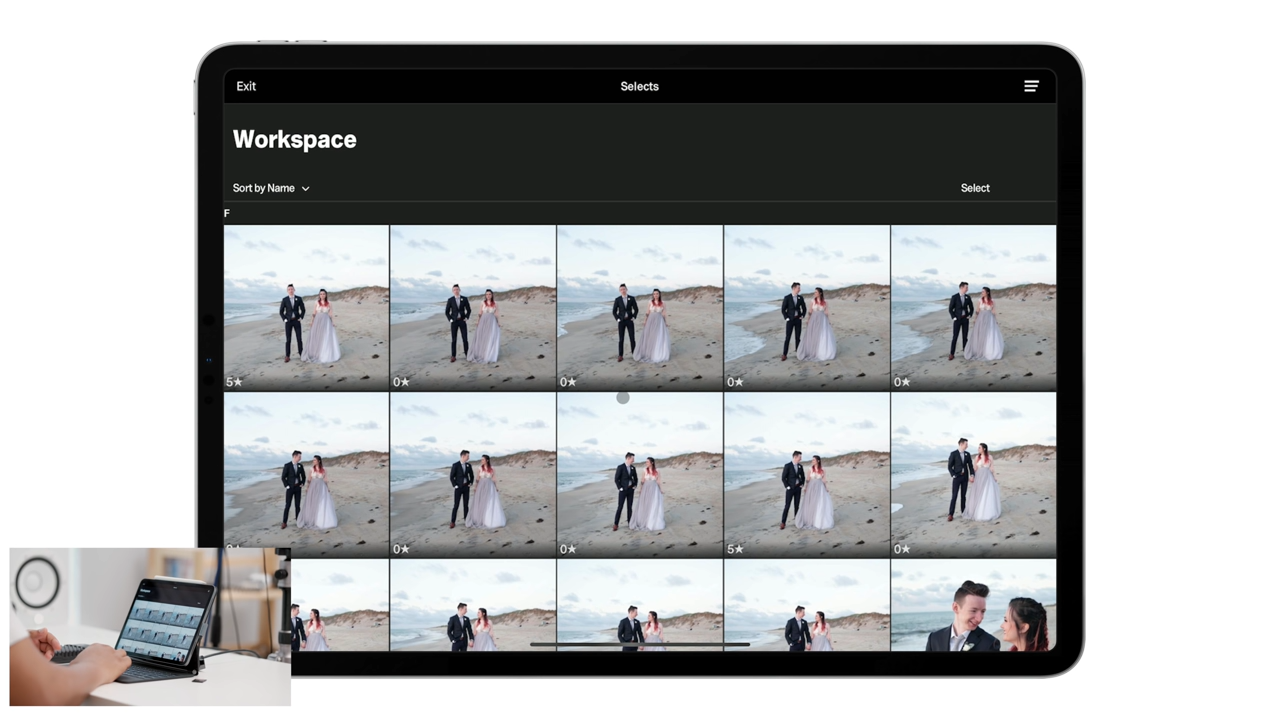 Exit
Selects
Workspace
Sort by Name
Select
F
5★
0★
0★
0★
0★
0★
0★
5★
0★